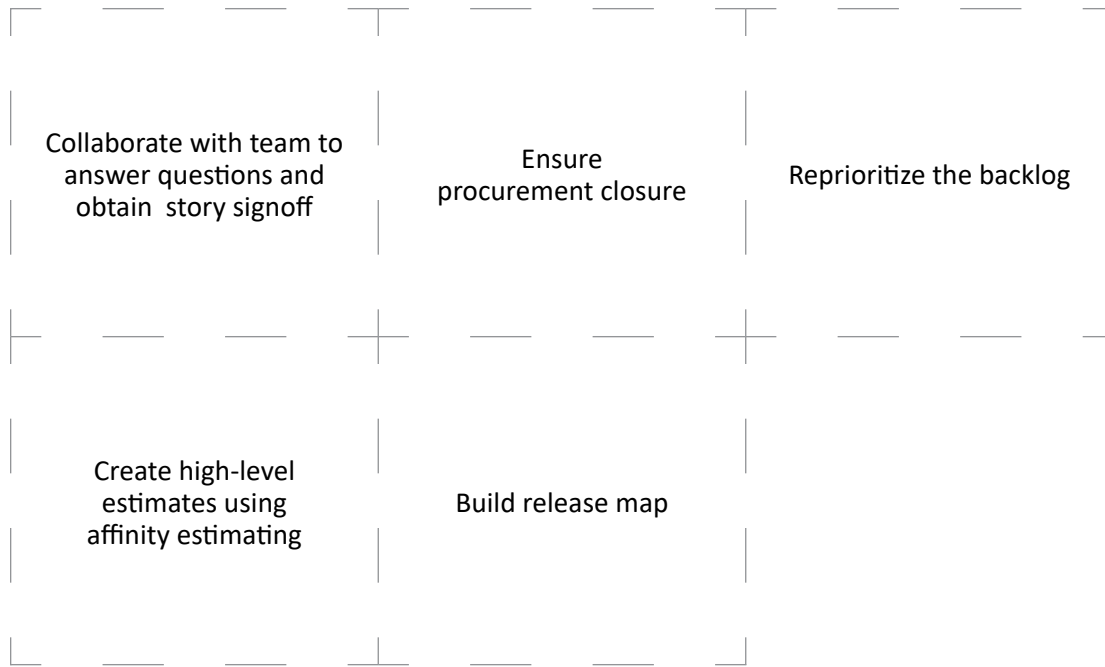 Collaborate with team to
answer questions and
obtain  story signoff
Ensure
procurement closure
Reprioritize the backlog
Create high-level
estimates using
affinity estimating
Build release map